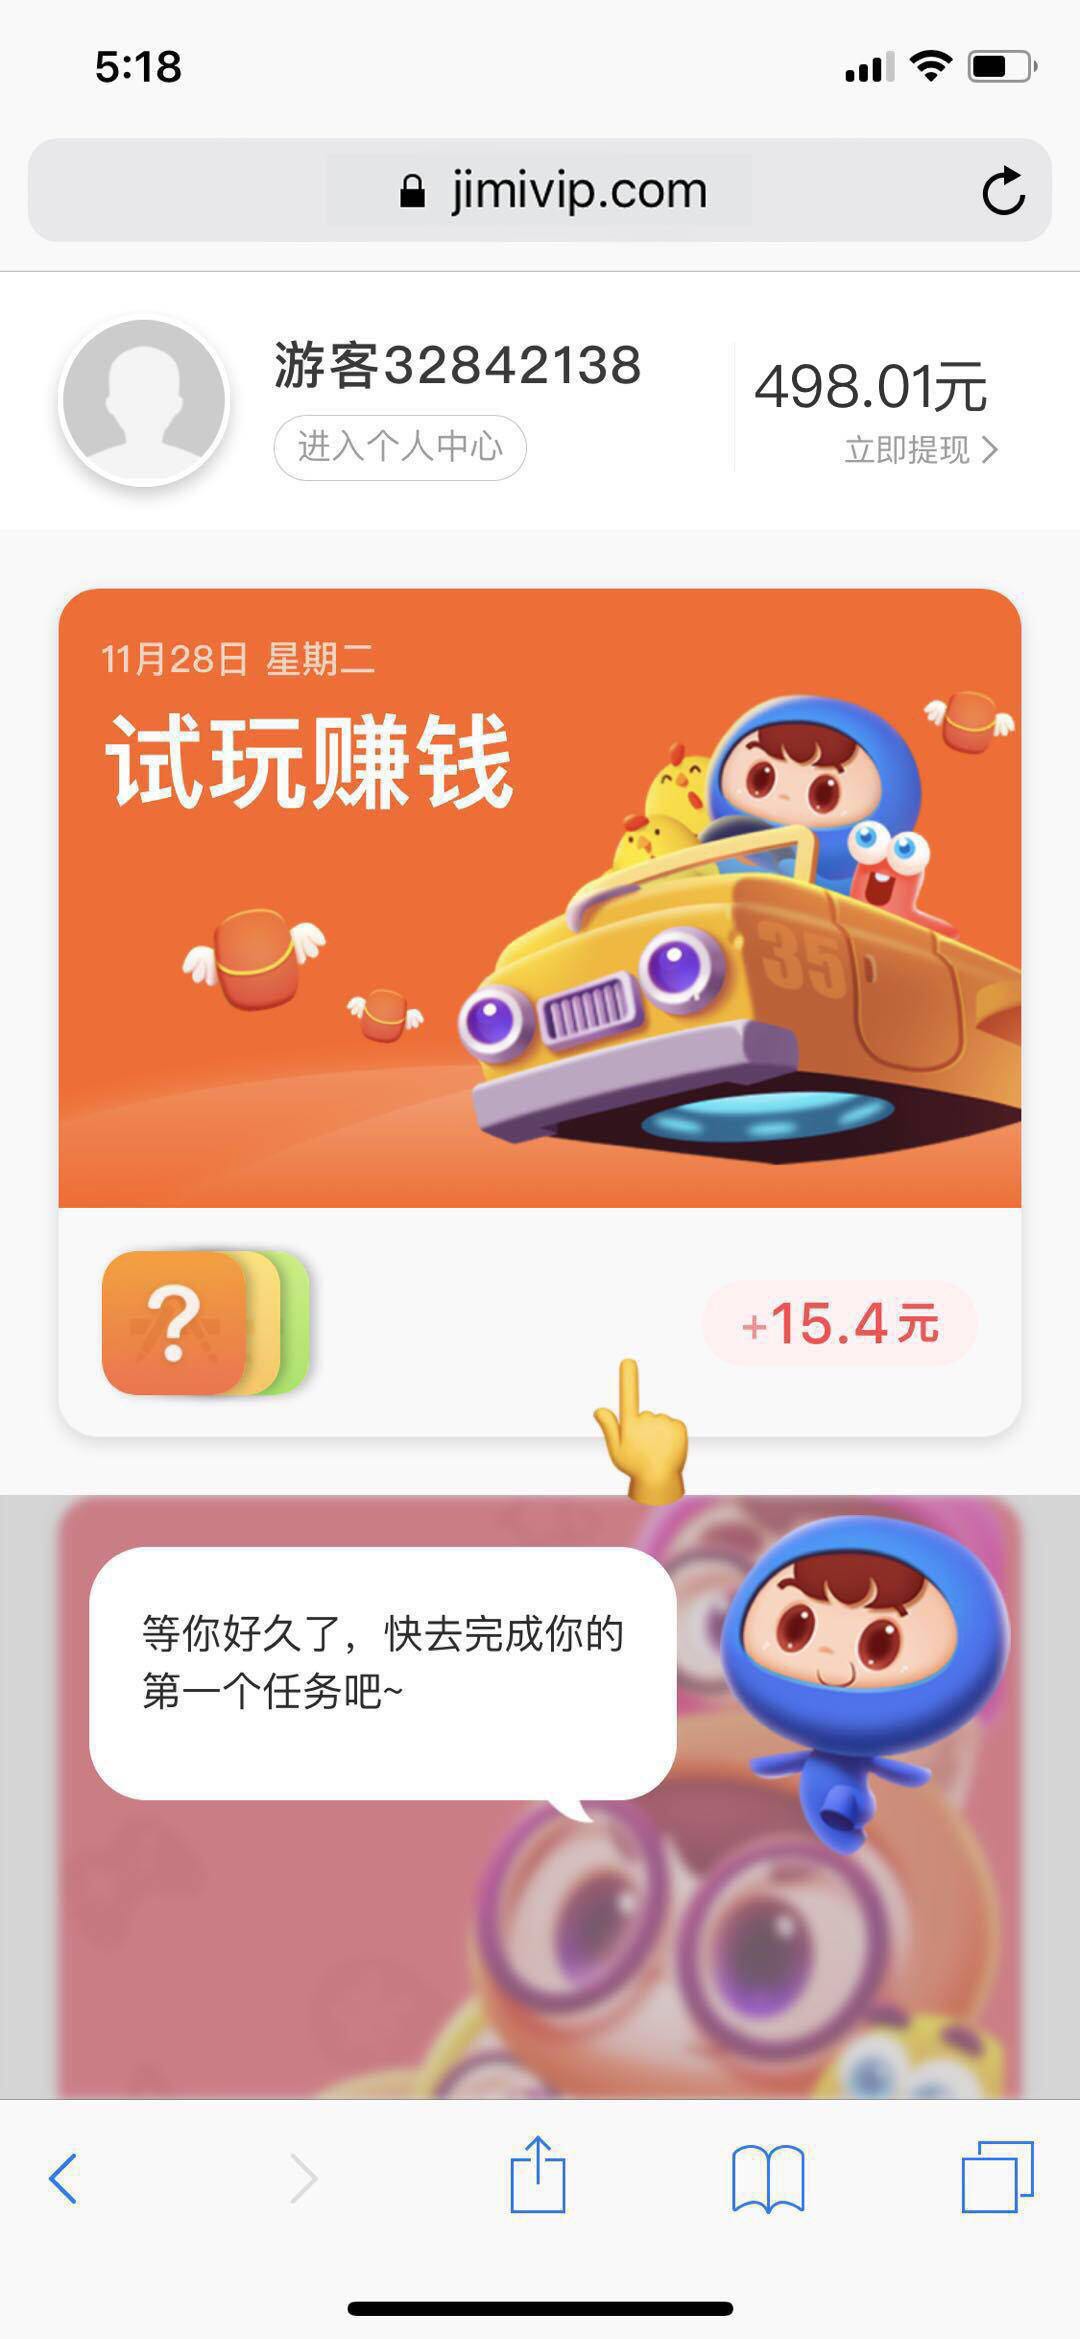 5:18
jimivip.com
游客32842138
498.01元
进入个人中心
立即提现
11月28日 星期二
试玩赚钱
35
?
+15.4元
等你好久了，快去完成你的
第一个任务吧~